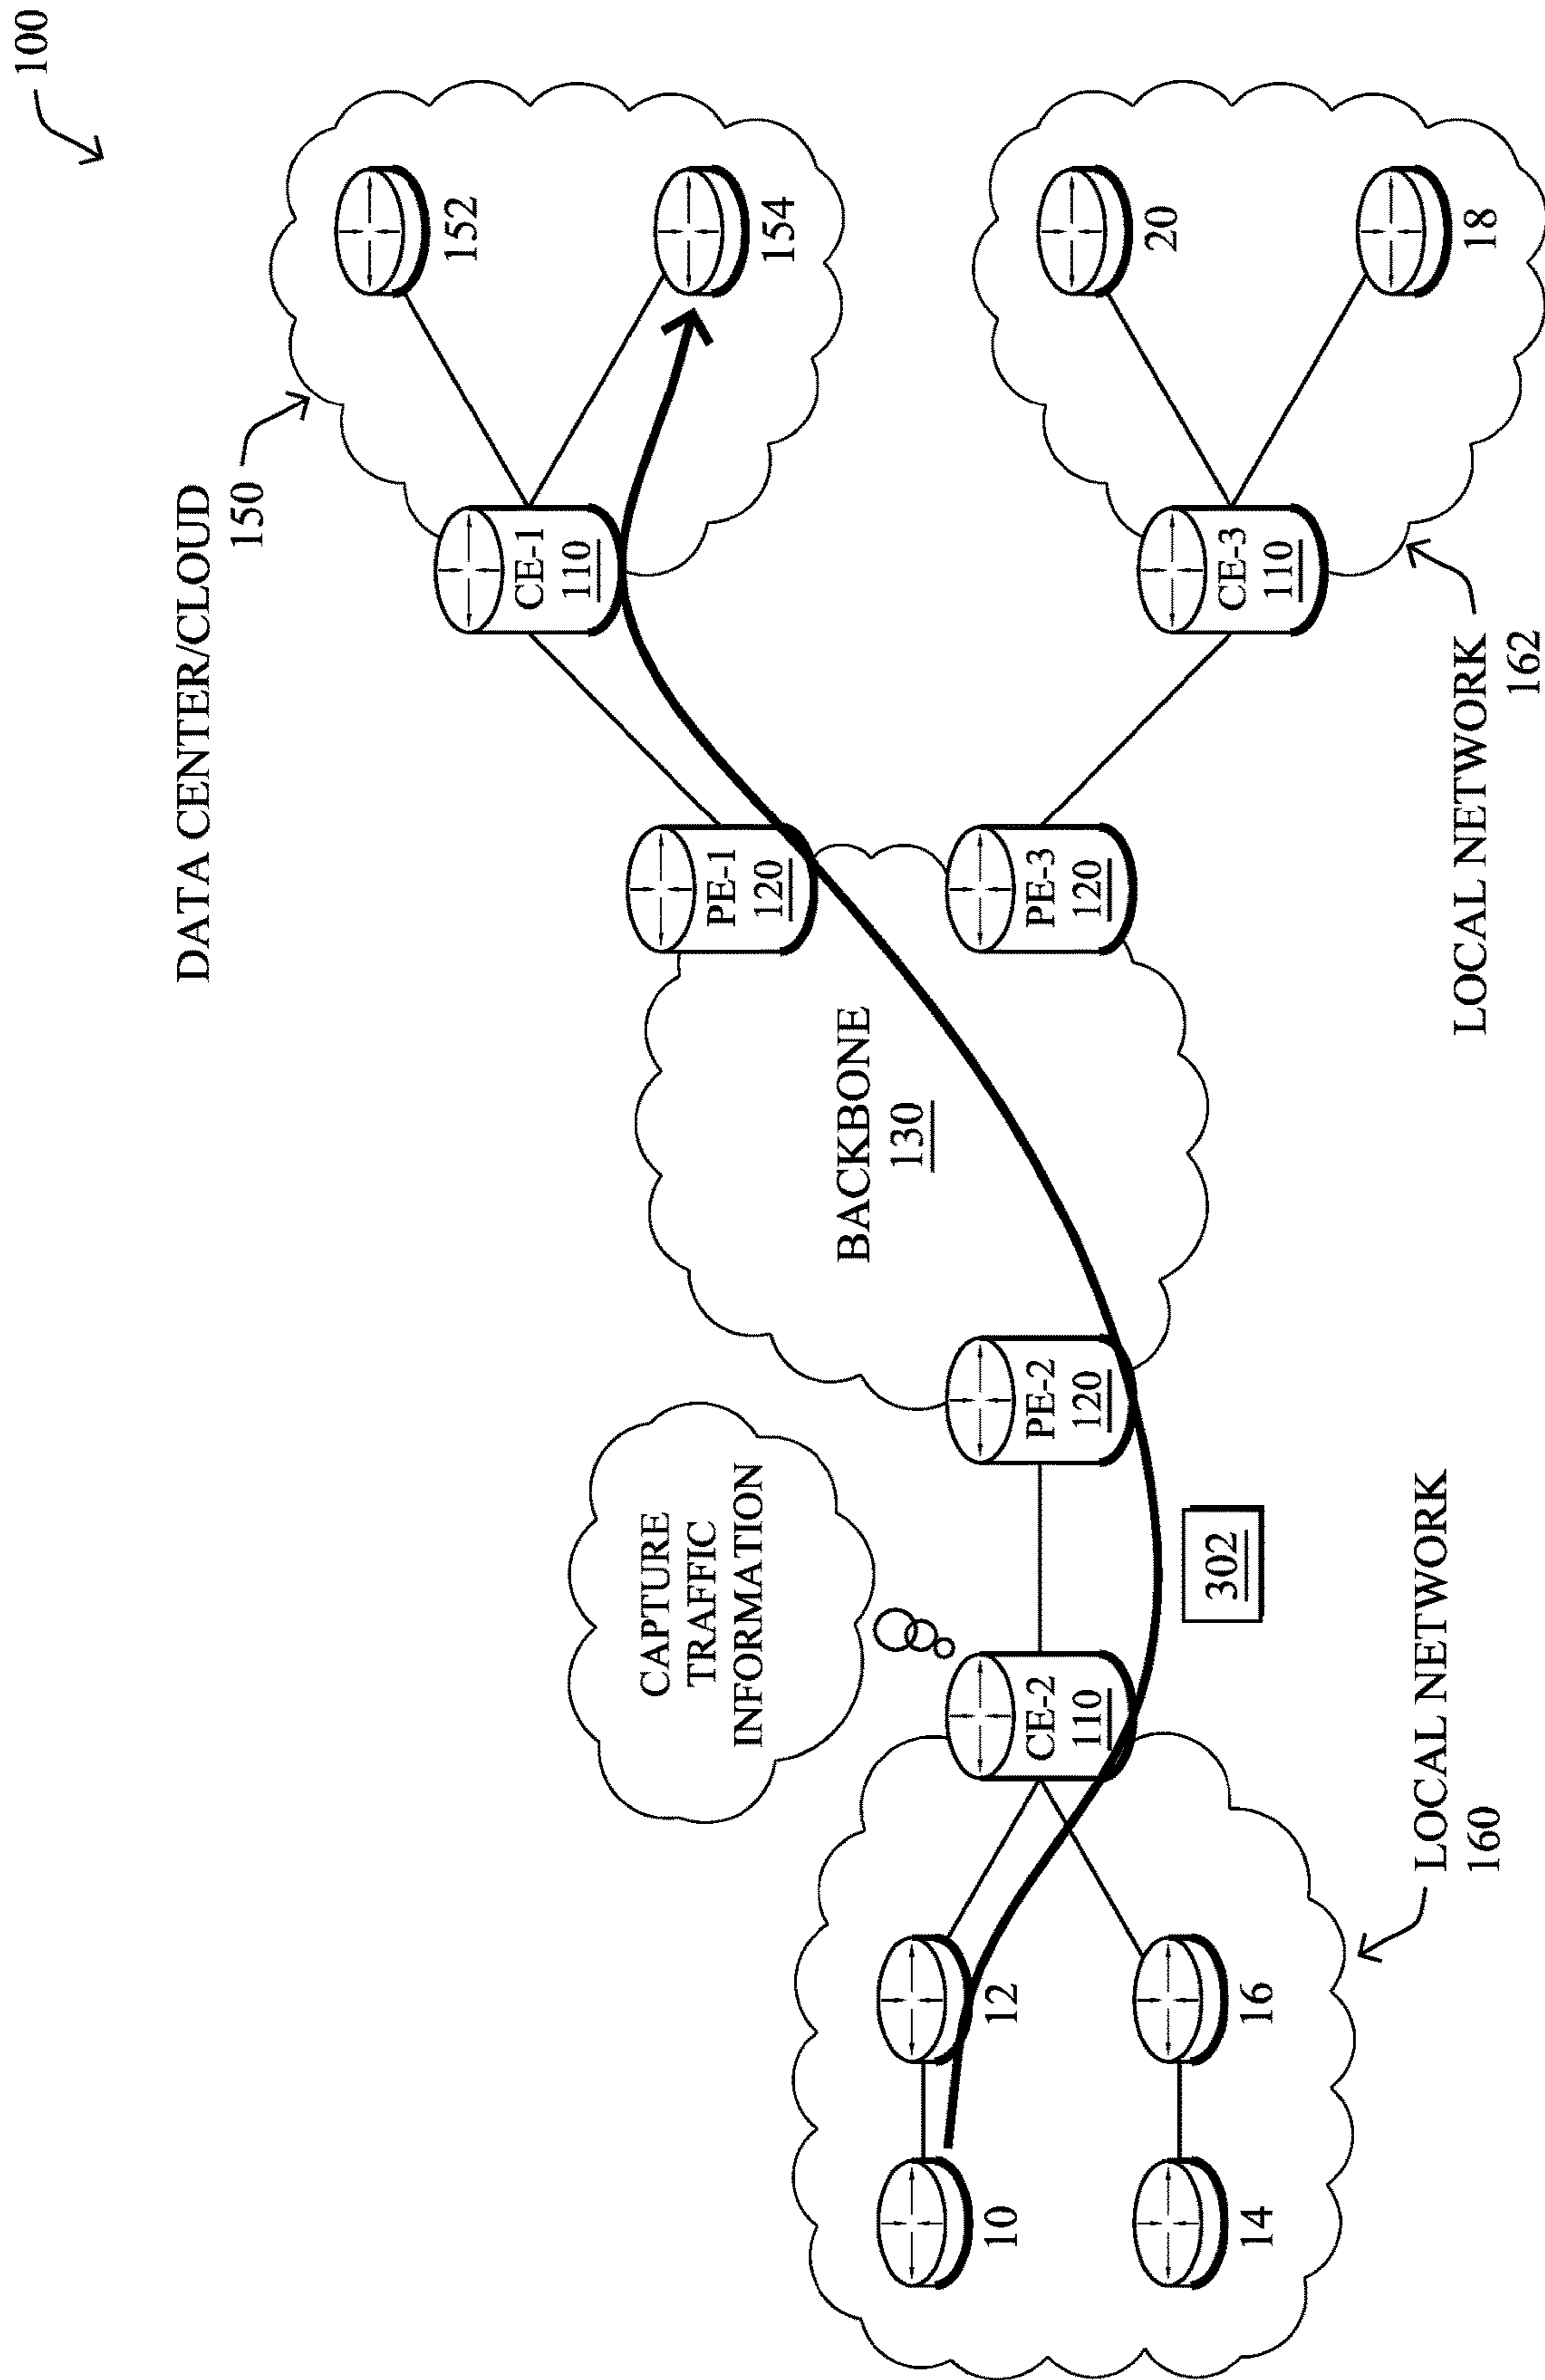 100
DATA CENTER/CLOUD
150
152
154
CE-1
110
PE-1
120
BACKBONE
130
CAPTURE
TRAFFIC
INFORMATION
10
12
14
16
CE-2
110
PE-2
120
302
PE-3
120
CE-3
110
20
18
LOCAL NETWORK
160
LOCAL NETWORK
162